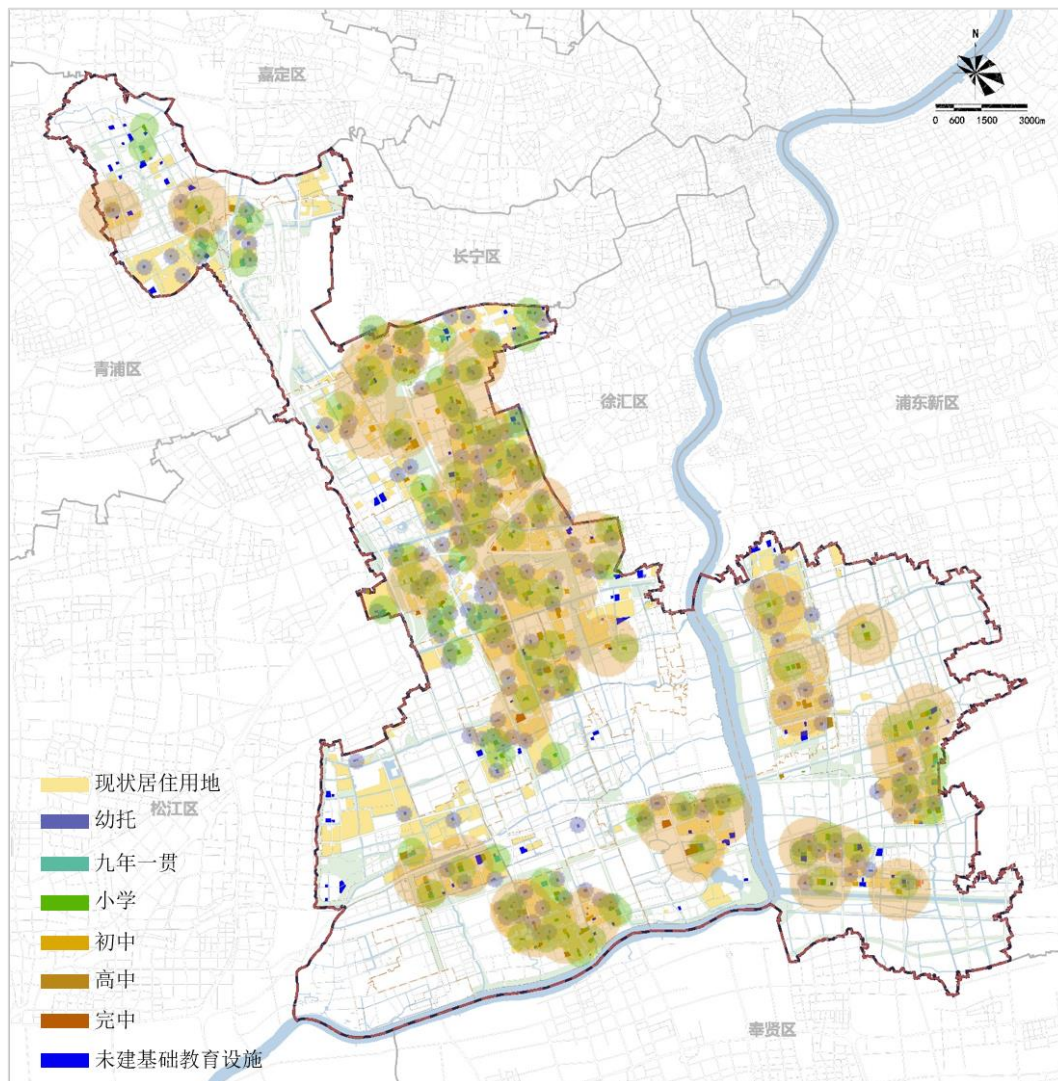 嘉定区
N
0 600 1500 3000m
长宁区
青浦区
徐汇区
浦东新区
现状居住用地
松江区
幼托
九年一贯
小学
初中
高中
完中
奉贤区
未建基础教育设施